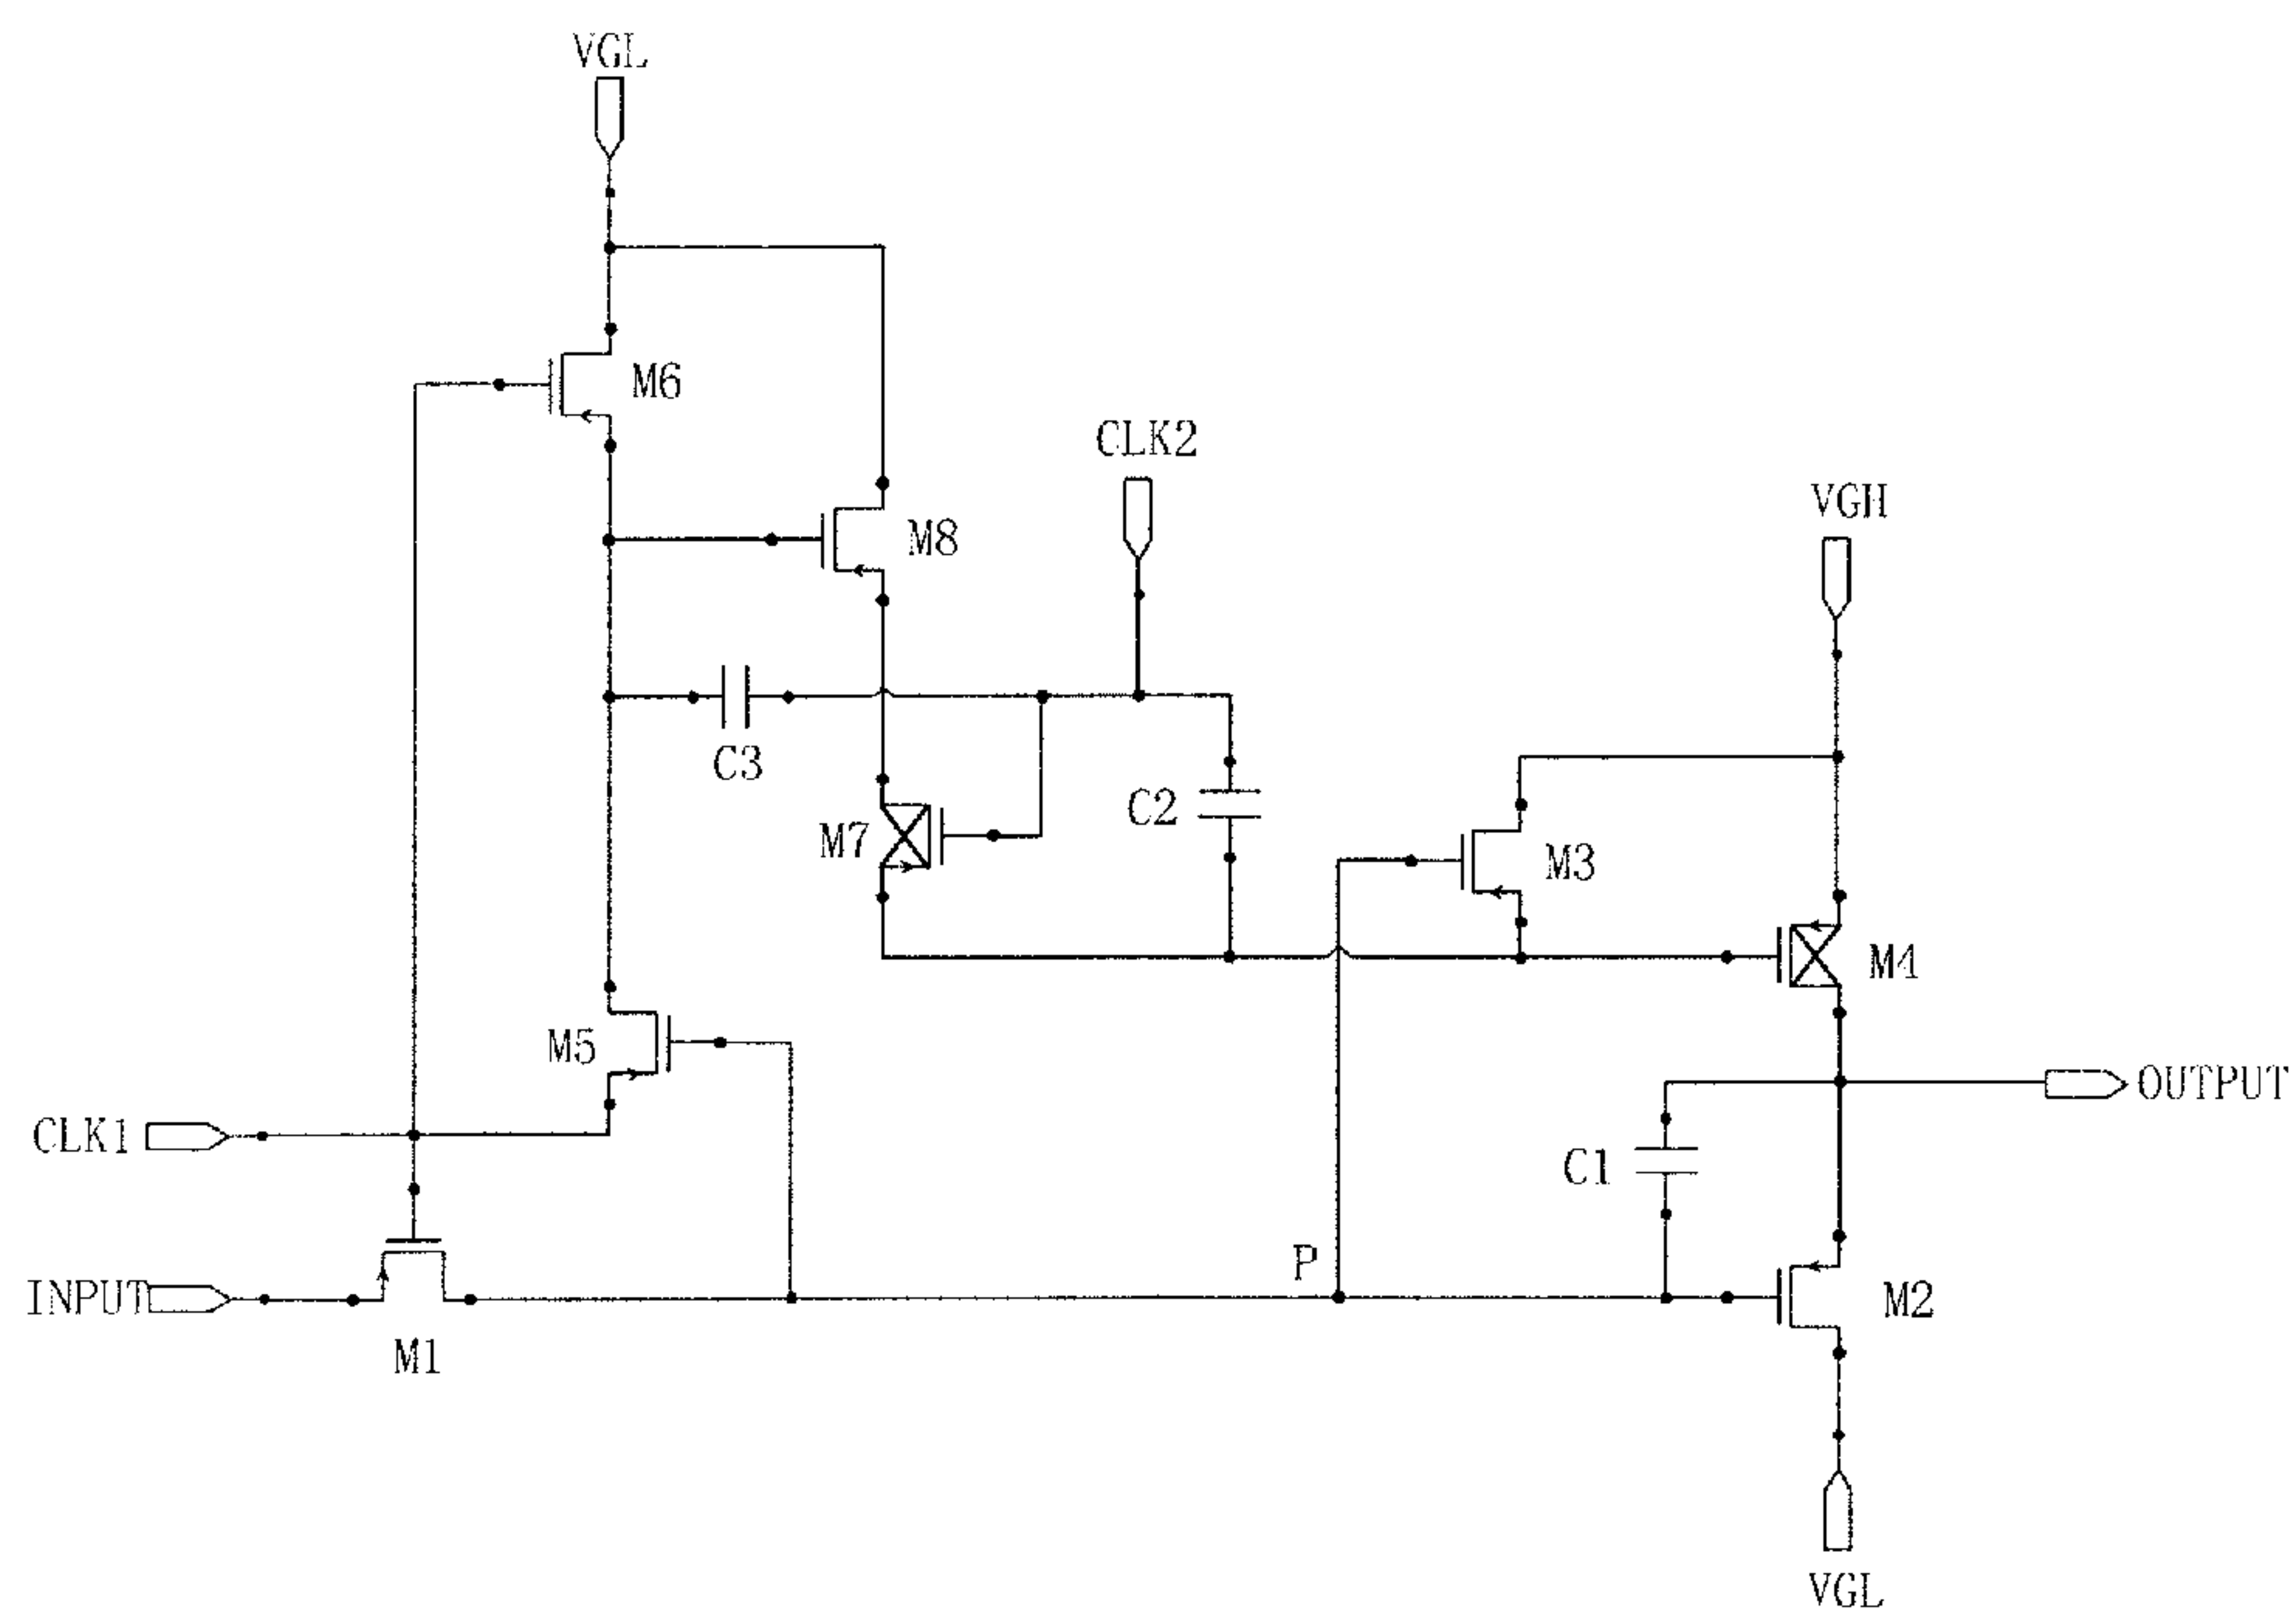 VGL
M6
CLK2
VGH
M8
C3
C2
M7
M3
M4
M5
OUTPUT
CLK1
C1
P
INPUT
M2
M1
VGL